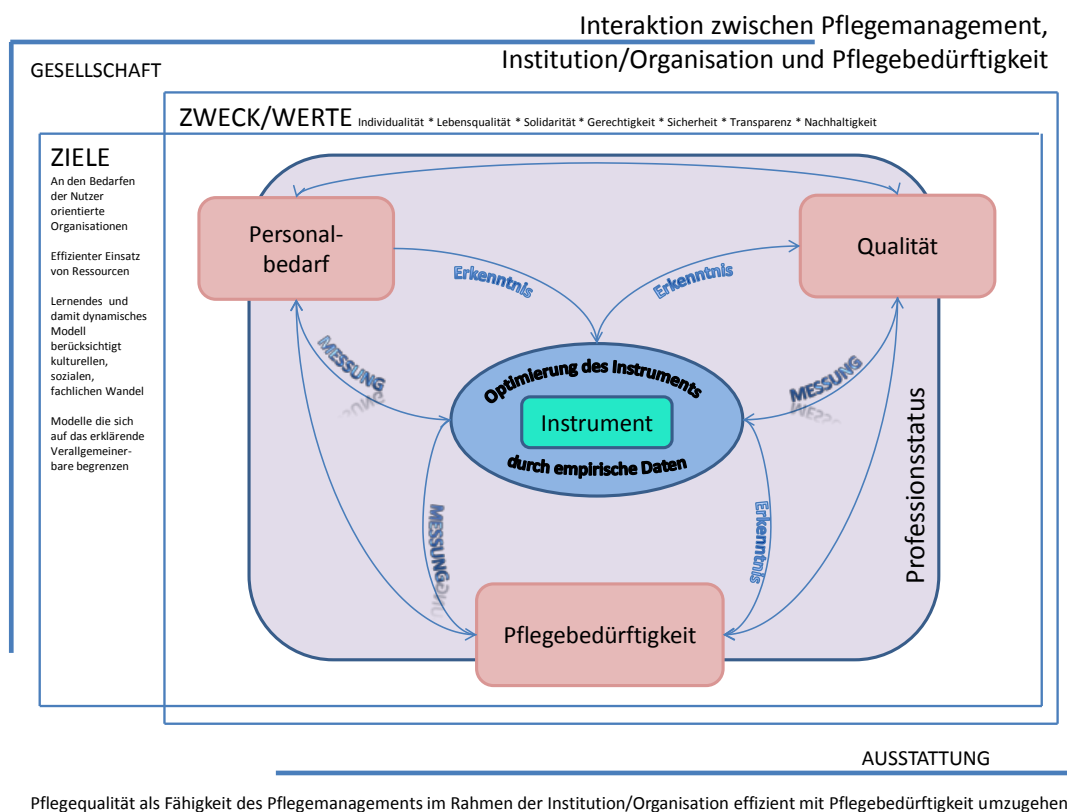 Interaktion zwischen Pflegemanagement,
Institution/Organisation und Pflegebedürftigkeit
GESELLSCHAFT
ZWECK/WERTE Individualität * Lebensqualität * Solidarität * Gerechtigkeit * Sicherheit * Transparenz * Nachhaltigkeit
ZIELE
An den Bedarfen
der Nutzer
orientierte
Organisationen
Effizienter Einsatz
von Ressourcen
Lernendes und
damit dynamisches
Modell
berücksichtigt
kulturellen,
sozialen,
fachlichen Wandel
Modelle die sich
auf das erklärende
Verallgemeiner-
bare begrenzen
Personal-
bedarf
Qualität
Erkenntnis
Erkenntnis
MESSUNG
MESSUNG
Optimierung des Instruments
Instrument
durch empirische Daten
MESSUNG
Erkenntnis
Professionsstatus
Pflegebedürftigkeit
AUSSTATTUNG
Pflegequalität als Fähigkeit des Pflegemanagements im Rahmen der Institution/Organisation effizient mit Pflegebedürftigkeit umzugehen